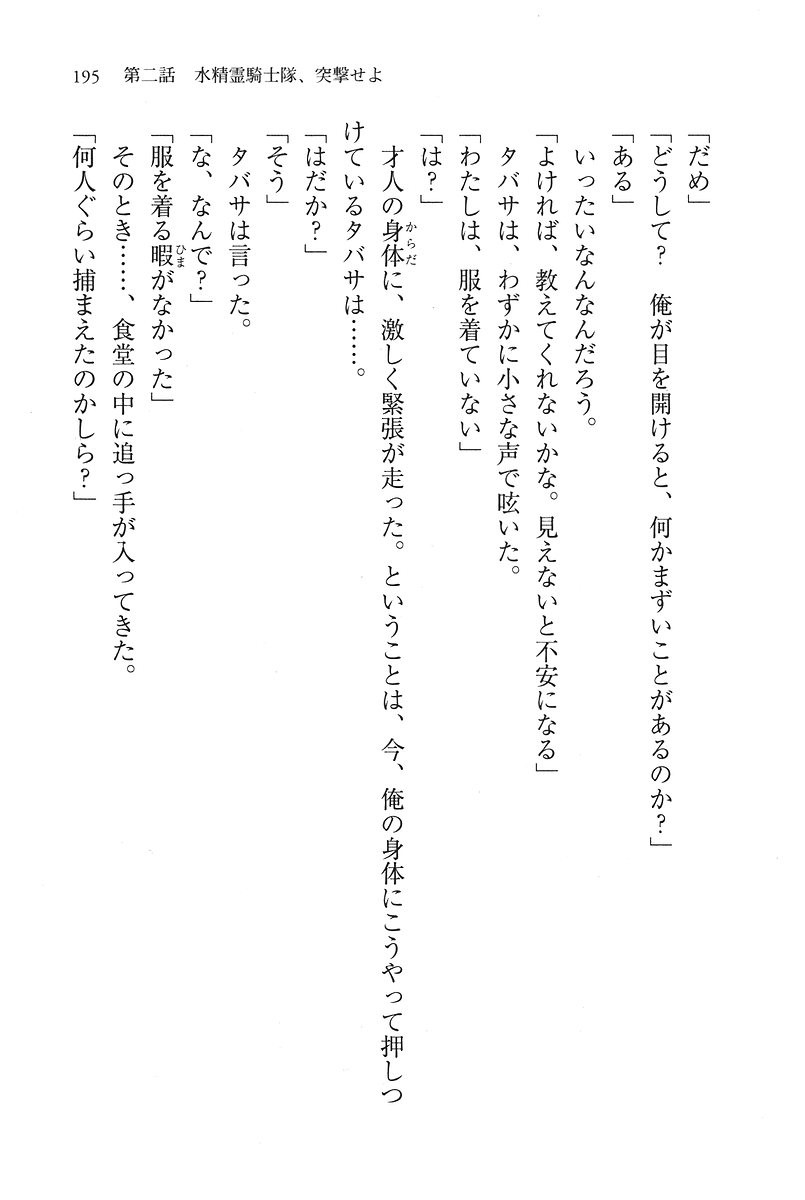 195　第二話　水精霊騎士隊、突撃せよ
「だめ」
「どうして？　俺が目を開けると、何かまずいことがあるのか？」
「ある」
いったいなんなんだろう。
「よければ、教えてくれないかな。見えないと不安になる」
タバサは、わずかに小さな声で呟いた。
「わたしは、服を着ていない」
「は？」
才人の身体からだに、激しく緊張が走った。ということは、今、俺の身体にこうやって押しつ
けているタバサは……。
「はだか？」
「そう」
タバサは言った。
「な、なんで？」
「服を着る暇ひまがなかった」
そのとき……、食堂の中に追っ手が入ってきた。
「何人ぐらい捕まえたのかしら？」